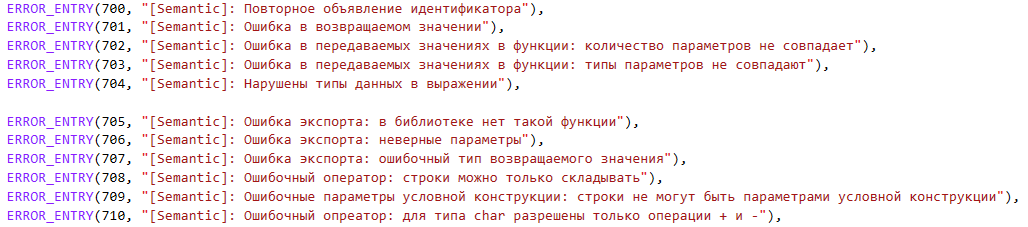 ERROR_ENTRY(700, "[Semantic]: Повторное объявление идентификатора"),
ERROR_ENTRY(701, "[Semantic]: Ошибка в возвращаемом значении"),
ERROR_ENTRY(702, "[Semantic]: Ошибка в передаваемых значениях в функции: количество параметров не совпадает"),
ERROR_ENTRY(703, "[Semantic]: Ошибка в передаваемых значениях в функции: типы параметров не совпадают"),
ERROR_ENTRY(704, "[Semantic]: Нарушены типы данных в выражении"),
ERROR_ENTRY(705, "[Semantic]: Ошибка экспорта: в библиотеке нет такой функции"),
ERROR_ENTRY(706, "[Semantic]: Ошибка экспорта: неверные параметры"),
ERROR_ENTRY(707, "[Semantic]: Ошибка экспорта: ошибочный тип возвращаемого значения"),
ERROR_ENTRY(708, "[Semantic]: Ошибочный оператор: строки можно только складывать"),
ERROR_ENTRY(709, "[Semantic]: Ошибочные параметры условной конструкции: строки не могут быть параметрами условной конструкции"),
ERROR_ENTRY(710, "[Semantic]: Ошибочный опреатор: для типа char разрешены только операции + и -"),